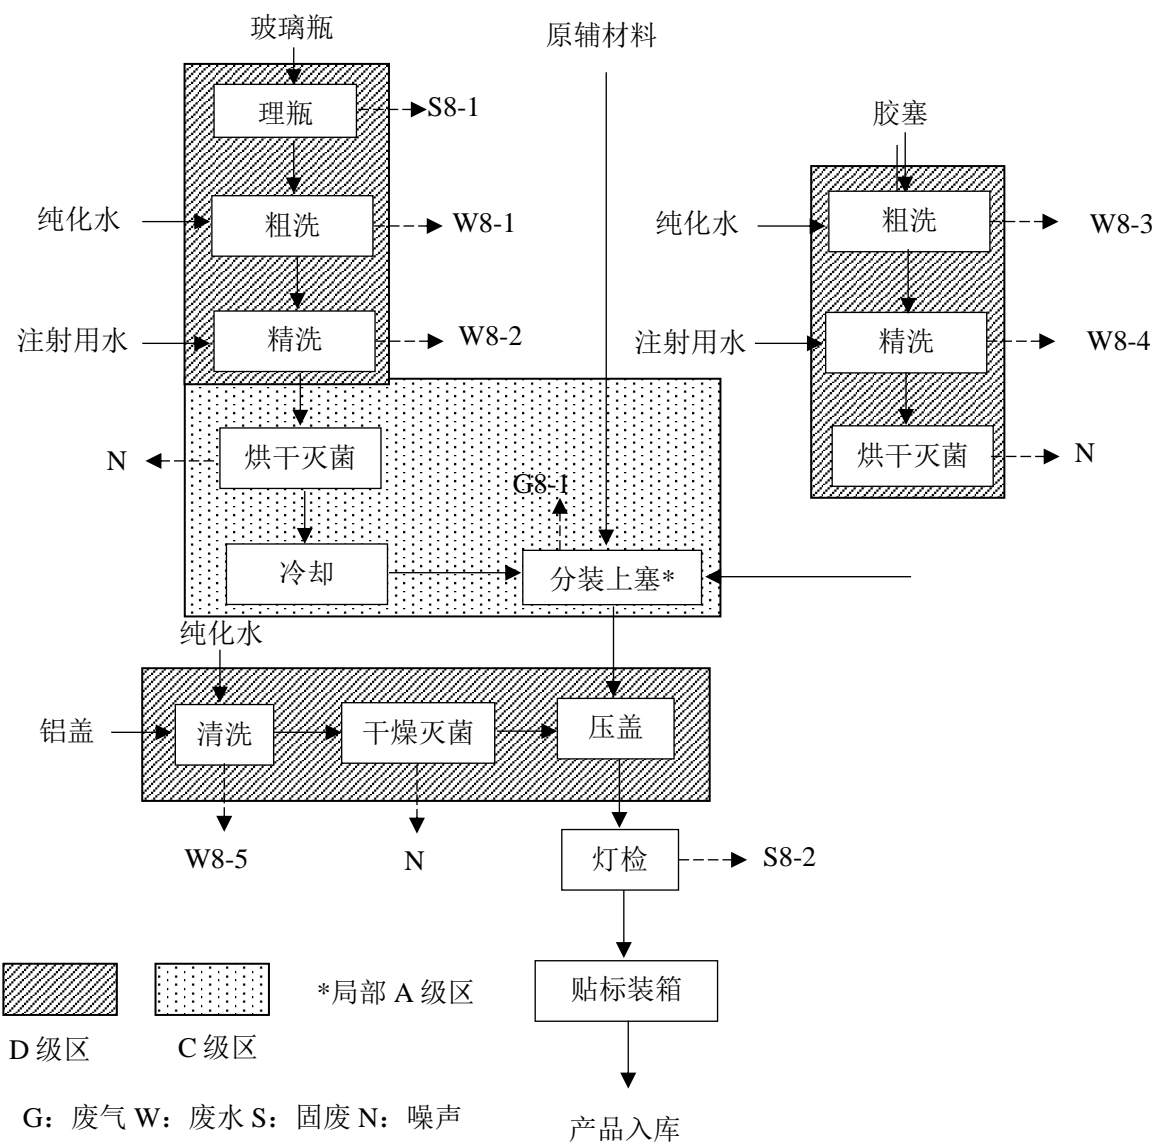 玻璃瓶
原辅材料
理瓶
S8-1
胶塞
纯化水
粗洗
W8-1
纯化水
粗洗
W8-3
注射用水
精洗
W8-2
注射用水
精洗
W8-4
N
烘干灭菌
G8-1
烘干灭菌
N
冷却
分装上塞*
纯化水
铝盖
清洗
干燥灭菌
压盖
W8-5
N
灯检
S8-2
*局部 A 级区
贴标装箱
D 级区
C 级区
G：废气 W：废水 S：固废 N：噪声
产品入库